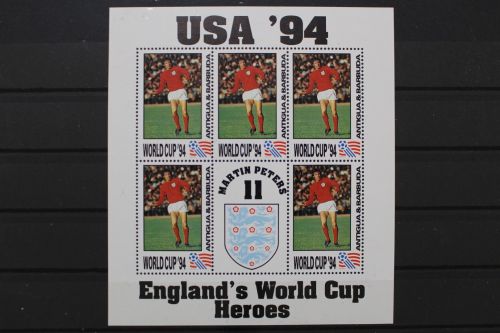 USA '94
WORLD CUP '94
ANTIGUA & BARBUDA
WORLD CUP '94
ANTIGUA & BARBUDA
WORLD CUP '94
ANTIGUA & BARBUDA
WORLD CUP '94
ANTIGUA & BARBUDA
MARTIN PETERS
11
WORLD CUP '94
ANTIGUA & BARBUDA
England's World Cup
Heroes